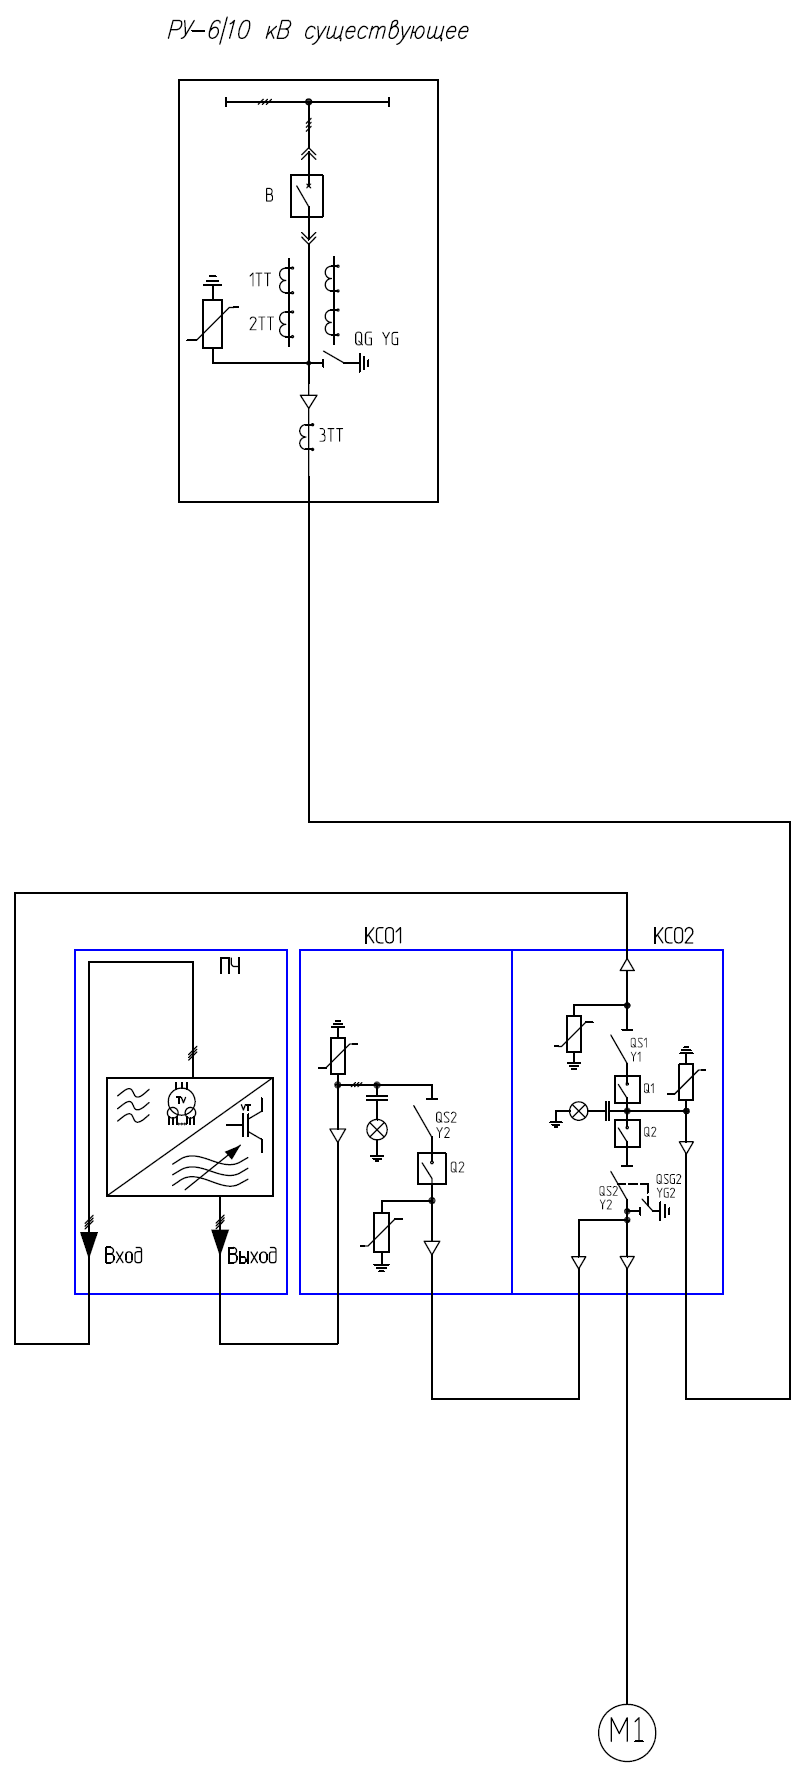 РУ-6/10 кВ существующее
В
1ТТ
2ТТ
QG YG
3ТТ
КСО1
КСО2
ПЧ
TV
VT
Вход
Выход
QS2
Y2
Q2
QS1
Y1
Q1
Q2
QS2
Y2
QSG2
YG2
М1